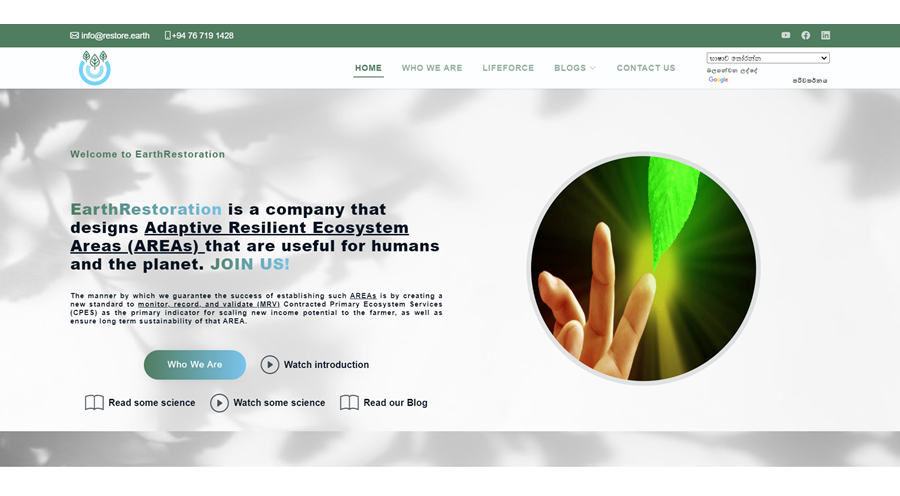 info@restore.earth
+94 76 719 1428
HOME
WHO WE ARE
LIFEFORCE
BLOGS
CONTACT US
භාෂාව තෝරන්න
බලගන්වන ලද්දේ
Google
පරිවර්තනය
Welcome to EarthRestoration
EarthRestoration is a company that
designs Adaptive Resilient Ecosystem
Areas (AREAs) that are useful for humans
and the planet. JOIN US!
The manner by which we guarantee the success of establishing such AREAs is by creating a
new standard to monitor, record, and validate (MRV) Contracted Primary Ecosystem Services
(CPES) as the primary indicator for scaling new income potential to the farmer, as well as
ensure long term sustainability of that AREA.
Who We Are
Watch introduction
Read some science
Watch some science
Read our Blog